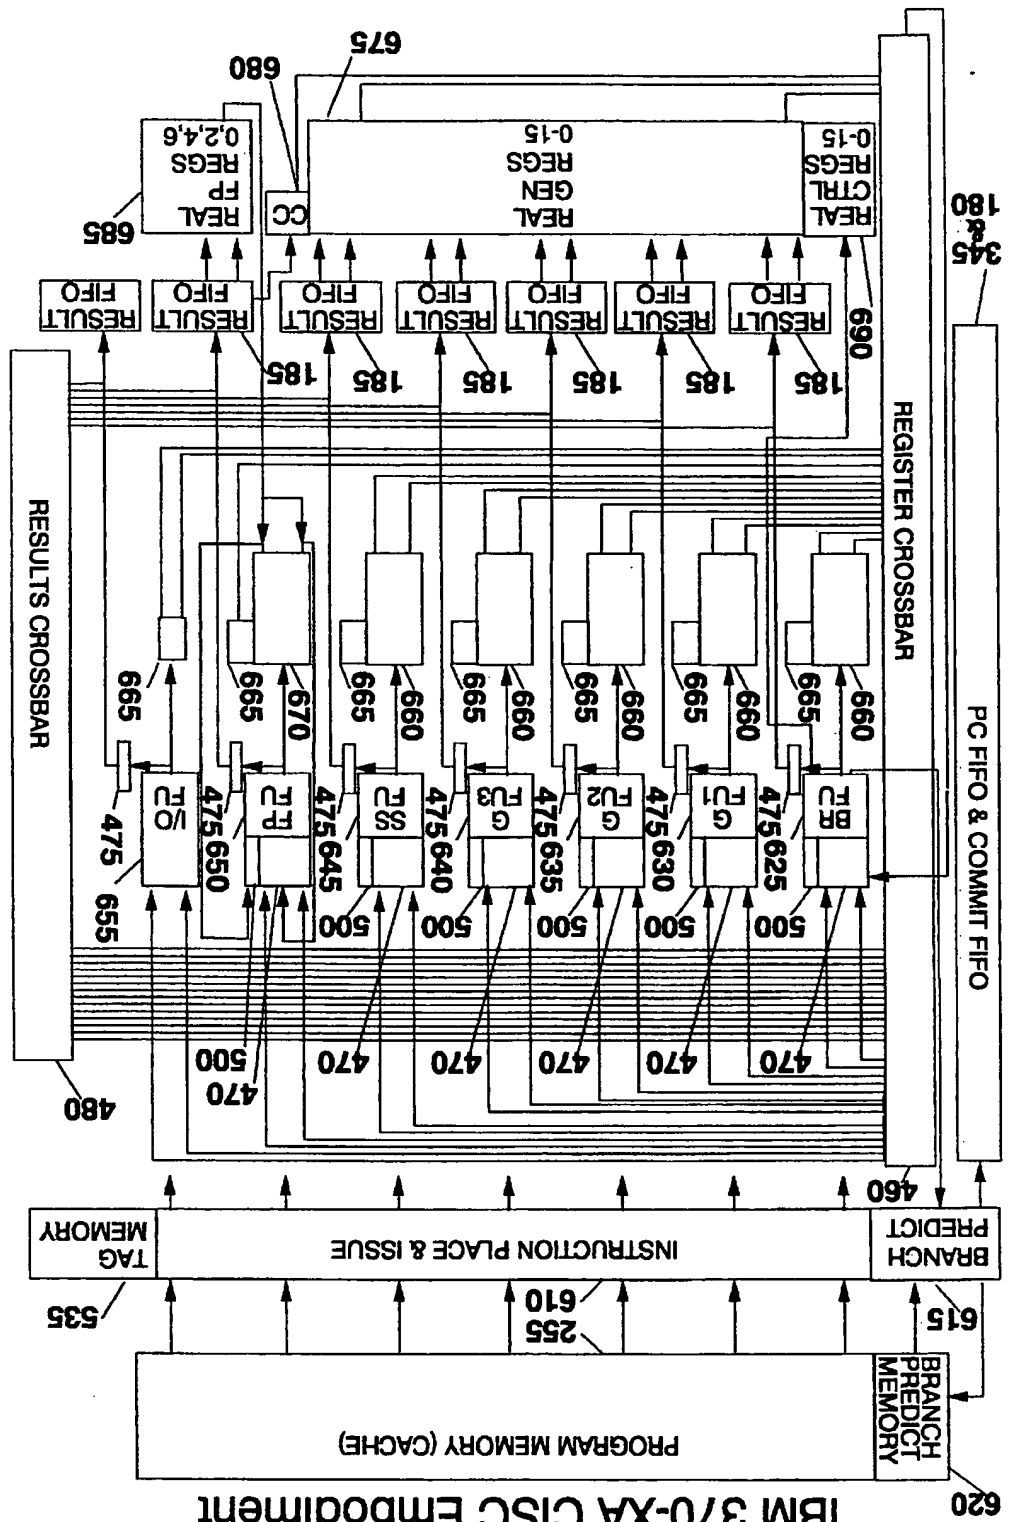 IBM 370-XA CISC Embodiment
620
BRANCH
PREDICT
MEMORY
PROGRAM MEMORY (CACHE)
255
615
610
535
BRANCH
PREDICT
INSTRUCTION PLACE & ISSUE
TAG
MEMORY
460
480
PC FIFO & COMMIT FIFO
REGISTER CROSSBAR
RESULTS CROSSBAR
470
470
470
470
470
470
500
500
500
500
500
500
500
655
BR
FU
G
FU1
G
FU2
G
FU3
SS
FU
FP
FU
I/O
FU
475 625
475 630
475 635
475 640
475 645
475 650
475
660
665
660
665
660
665
660
665
660
665
670
665
665
185
185
185
185
185
185
690
RESULT
FIFO
RESULT
FIFO
RESULT
FIFO
RESULT
FIFO
RESULT
FIFO
RESULT
FIFO
RESULT
FIFO
345
&
180
685
REAL
CTRL
REGS
0-15
REAL
GEN
REGS
0-15
CC
REAL
FP
REGS
0,2,4,6
680
675